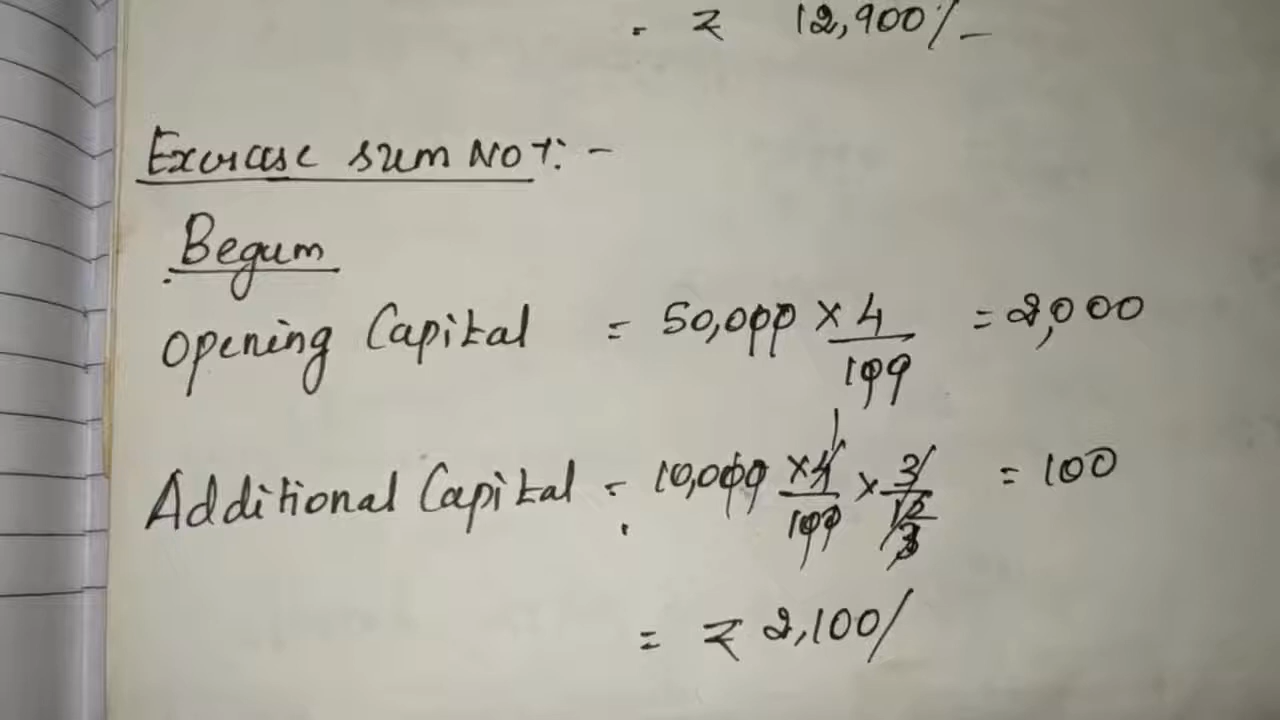 = ₹ 12,900/-
Exercise sum No 7: -
Begum
Opening Capital = 50,000 × 4/100 = 2,000
Additional Capital = 10,000 × 4/100 × 3/12 = 100
= ₹ 2,100/